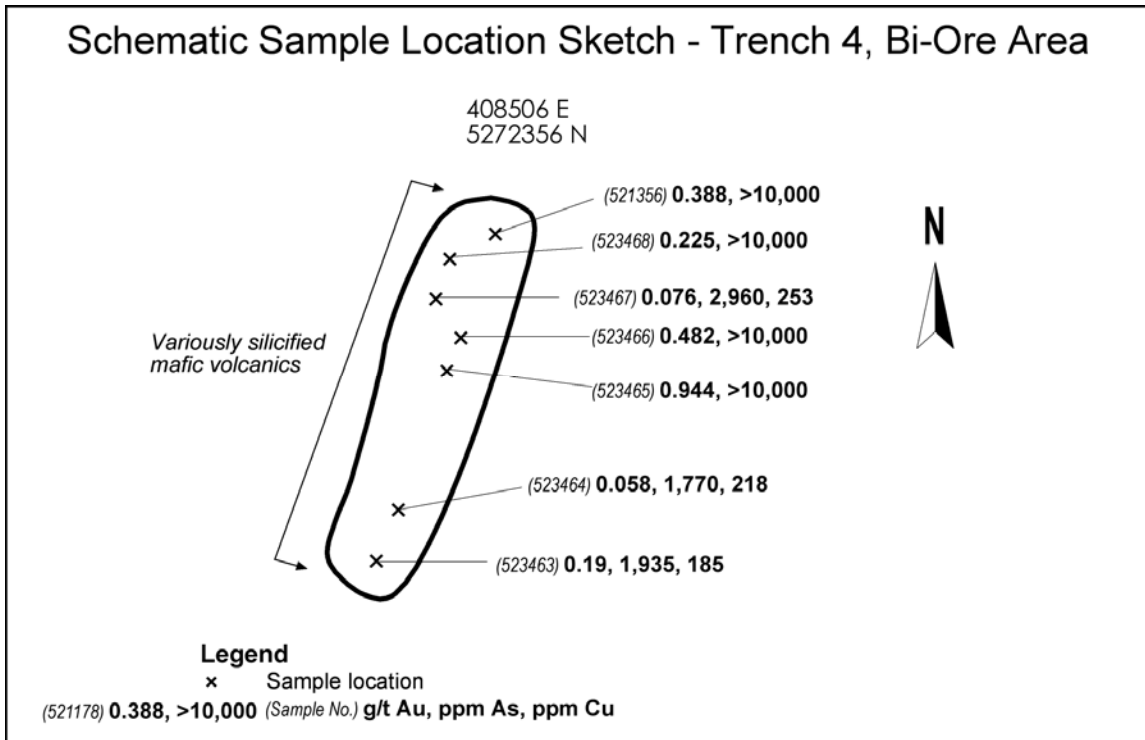 Schematic Sample Location Sketch - Trench 4, Bi-Ore Area
408506 E
5272356 N
(521356) 0.388, >10,000
(523468) 0.225, >10,000
N
(523467) 0.076, 2,960, 253
(523466) 0.482, >10,000
Variously silicified
mafic volcanics
(523465) 0.944, >10,000
(523464) 0.058, 1,770, 218
(523463) 0.19, 1,935, 185
Legend
× Sample location
(521178) 0.388, >10,000 (Sample No.) g/t Au, ppm As, ppm Cu